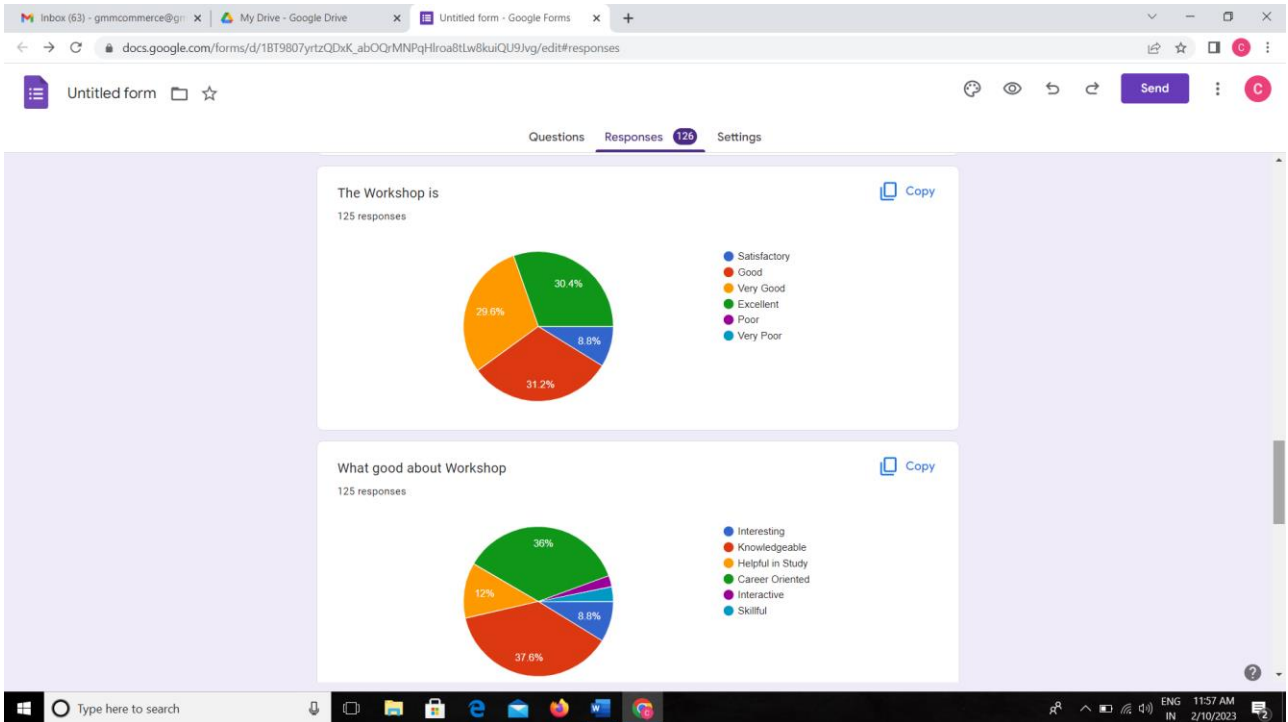 Inbox (63) - gmmcommerce@gm
My Drive - Google Drive
Untitled form - Google Forms
docs.google.com/forms/d/1BT9807yrtzQDxK_abOQrMNPqHlroa8tLw8kuiQU9Jvg/edit#responses
C
Untitled form
Send
C
Questions Responses 126 Settings
The Workshop is
Copy
125 responses
30.4%
29.6%
8.8%
31.2%
Satisfactory
Good
Very Good
Excellent
Poor
Very Poor
What good about Workshop
Copy
125 responses
36%
12%
8.8%
37.6%
Interesting
Knowledgeable
Helpful in Study
Career Oriented
Interactive
Skillful
Type here to search
ENG
IN
11:57 AM
2/10/2023
2